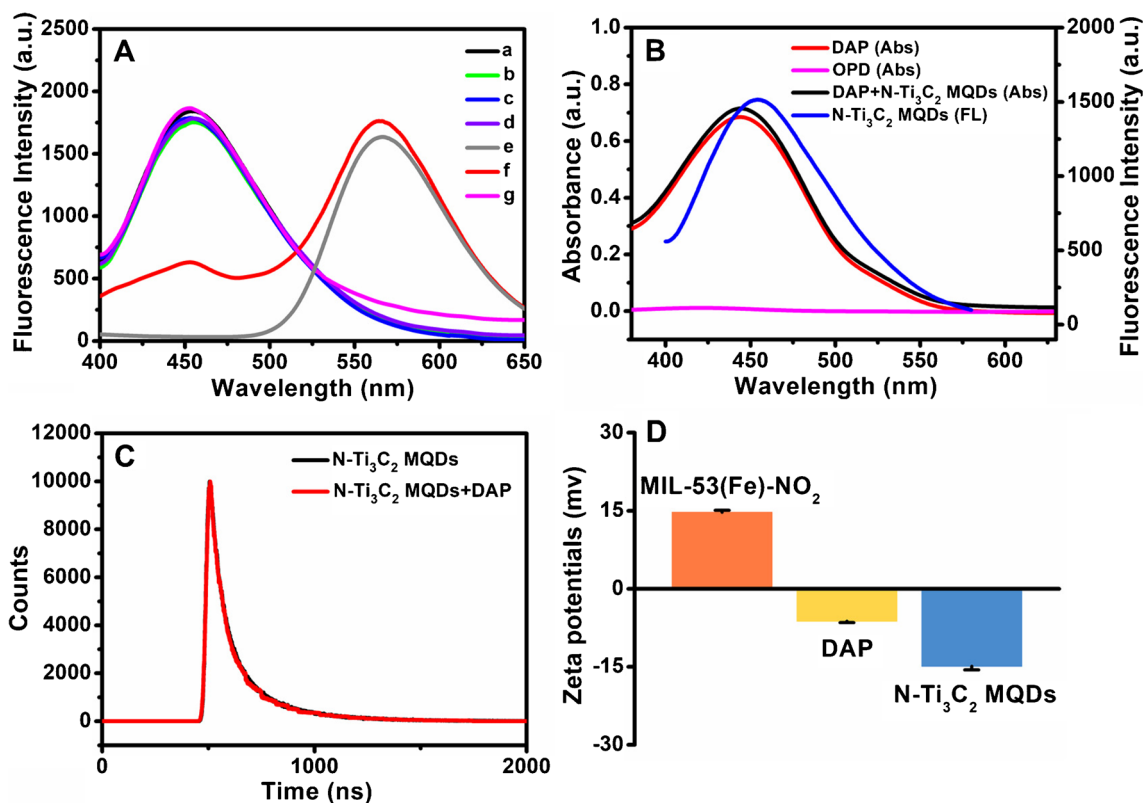 A
Fluorescence Intensity (a.u.)
2500
2000
1500
1000
500
0
400
450
500
550
600
650
Wavelength (nm)
a
b
c
d
e
f
g
B
Absorbance (a.u.)
1.0
0.8
0.6
0.4
0.2
0.0
400
450
500
550
600
Wavelength (nm)
2000
1500
1000
500
0
Fluorescence Intensity (a.u.)
DAP (Abs)
OPD (Abs)
DAP+N-Ti₃C₂ MQDs (Abs)
N-Ti₃C₂ MQDs (FL)
C
Counts
12000
10000
8000
6000
4000
2000
0
0
1000
2000
Time (ns)
N-Ti₃C₂ MQDs
N-Ti₃C₂ MQDs+DAP
D
Zeta potentials (mv)
30
15
0
-15
-30
MIL-53(Fe)-NO₂
DAP
N-Ti₃C₂ MQDs